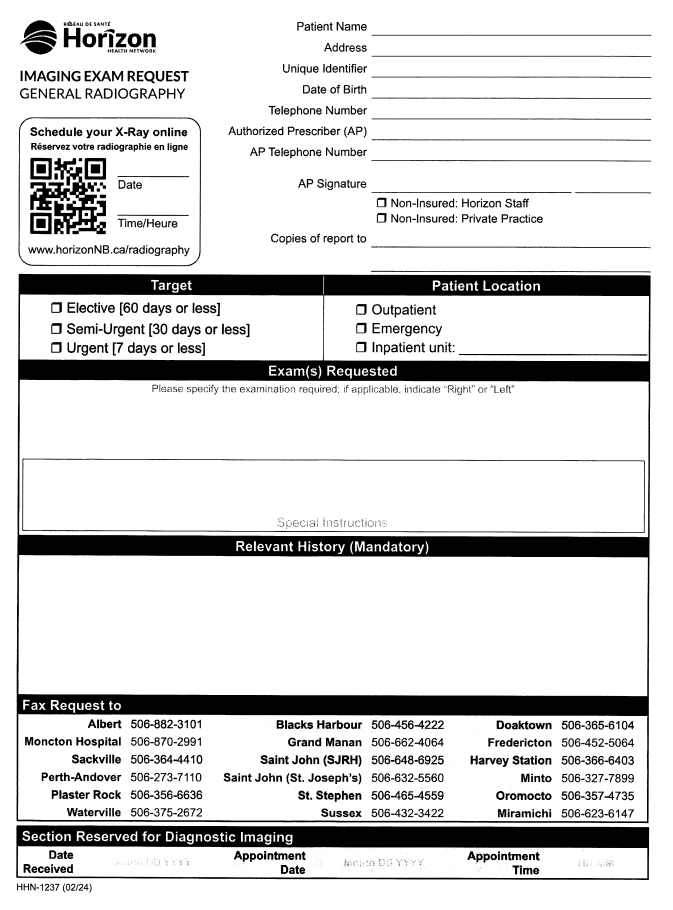 RÉSEAU DE SANTÉ
Horizon
HEALTH NETWORK
IMAGING EXAM REQUEST
GENERAL RADIOGRAPHY
Schedule your X-Ray online
Réservez votre radiographie en ligne
Date
Time/Heure
www.horizonNB.ca/radiography
Patient Name
Address
Unique Identifier
Date of Birth
Telephone Number
Authorized Prescriber (AP)
AP Telephone Number
AP Signature
❒ Non-Insured: Horizon Staff
❒ Non-Insured: Private Practice
Copies of report to
Target
❒ Elective [60 days or less]
❒ Semi-Urgent [30 days or less]
❒ Urgent [7 days or less]
Patient Location
❒ Outpatient
❒ Emergency
❒ Inpatient unit:
Exam(s) Requested
Please specify the examination required; if applicable, indicate "Right" or "Left"
Special Instructions
Relevant History (Mandatory)
Fax Request to
Albert 506-882-3101 Blacks Harbour 506-456-4222 Doaktown 506-365-6104
Moncton Hospital 506-870-2991 Grand Manan 506-662-4064 Fredericton 506-452-5064
Sackville 506-364-4410 Saint John (SJRH) 506-648-6925 Harvey Station 506-366-6403
Perth-Andover 506-273-7110 Saint John (St. Joseph's) 506-632-5560 Minto 506-327-7899
Plaster Rock 506-356-6636 St. Stephen 506-465-4559 Oromocto 506-357-4735
Waterville 506-375-2672 Sussex 506-432-3422 Miramichi 506-623-6147
Section Reserved for Diagnostic Imaging
Date Received Month DD YYYY
Appointment Date Month DD YYYY
Appointment Time
HHN-1237 (02/24)